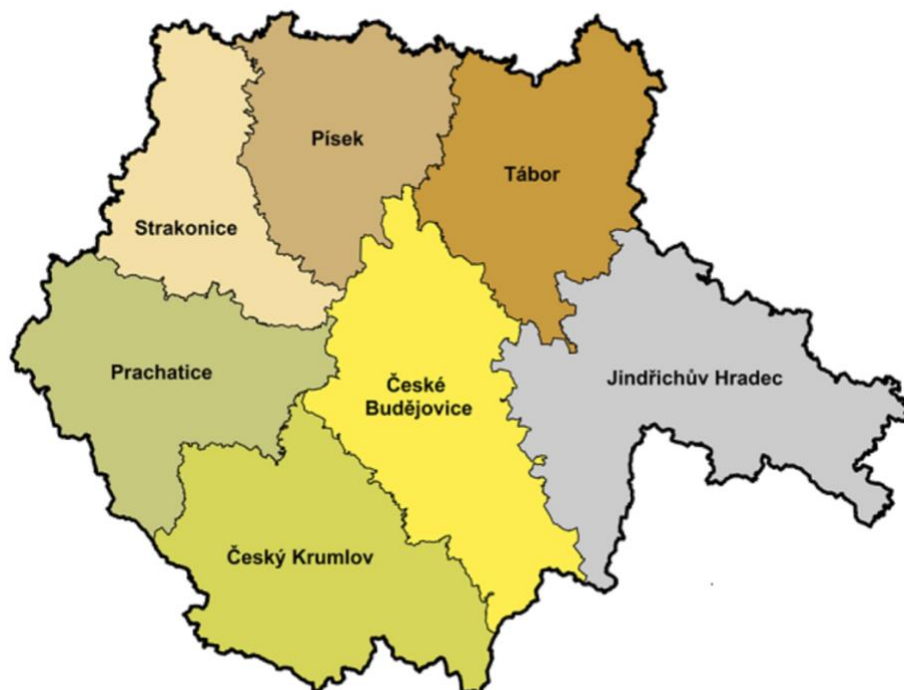 Písek
Tábor
Strakonice
Prachatice
České
Budějovice
Jindřichův Hradec
Český Krumlov